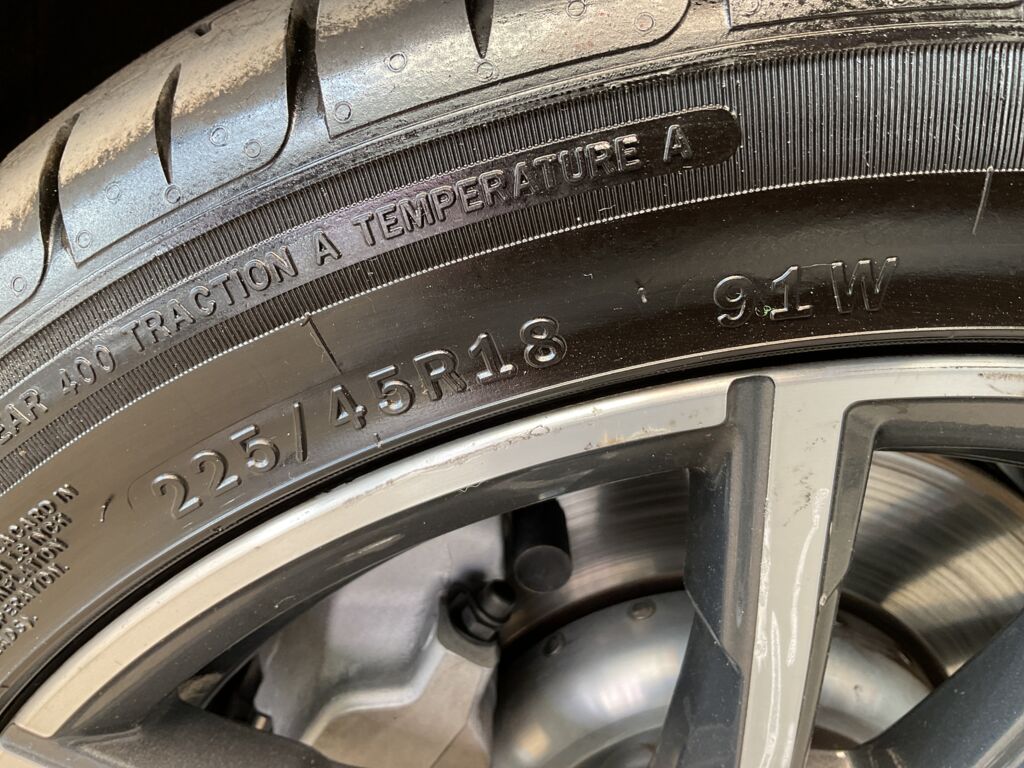 EAR 400 TRACTION A TEMPERATURE A
225/45R18 91W